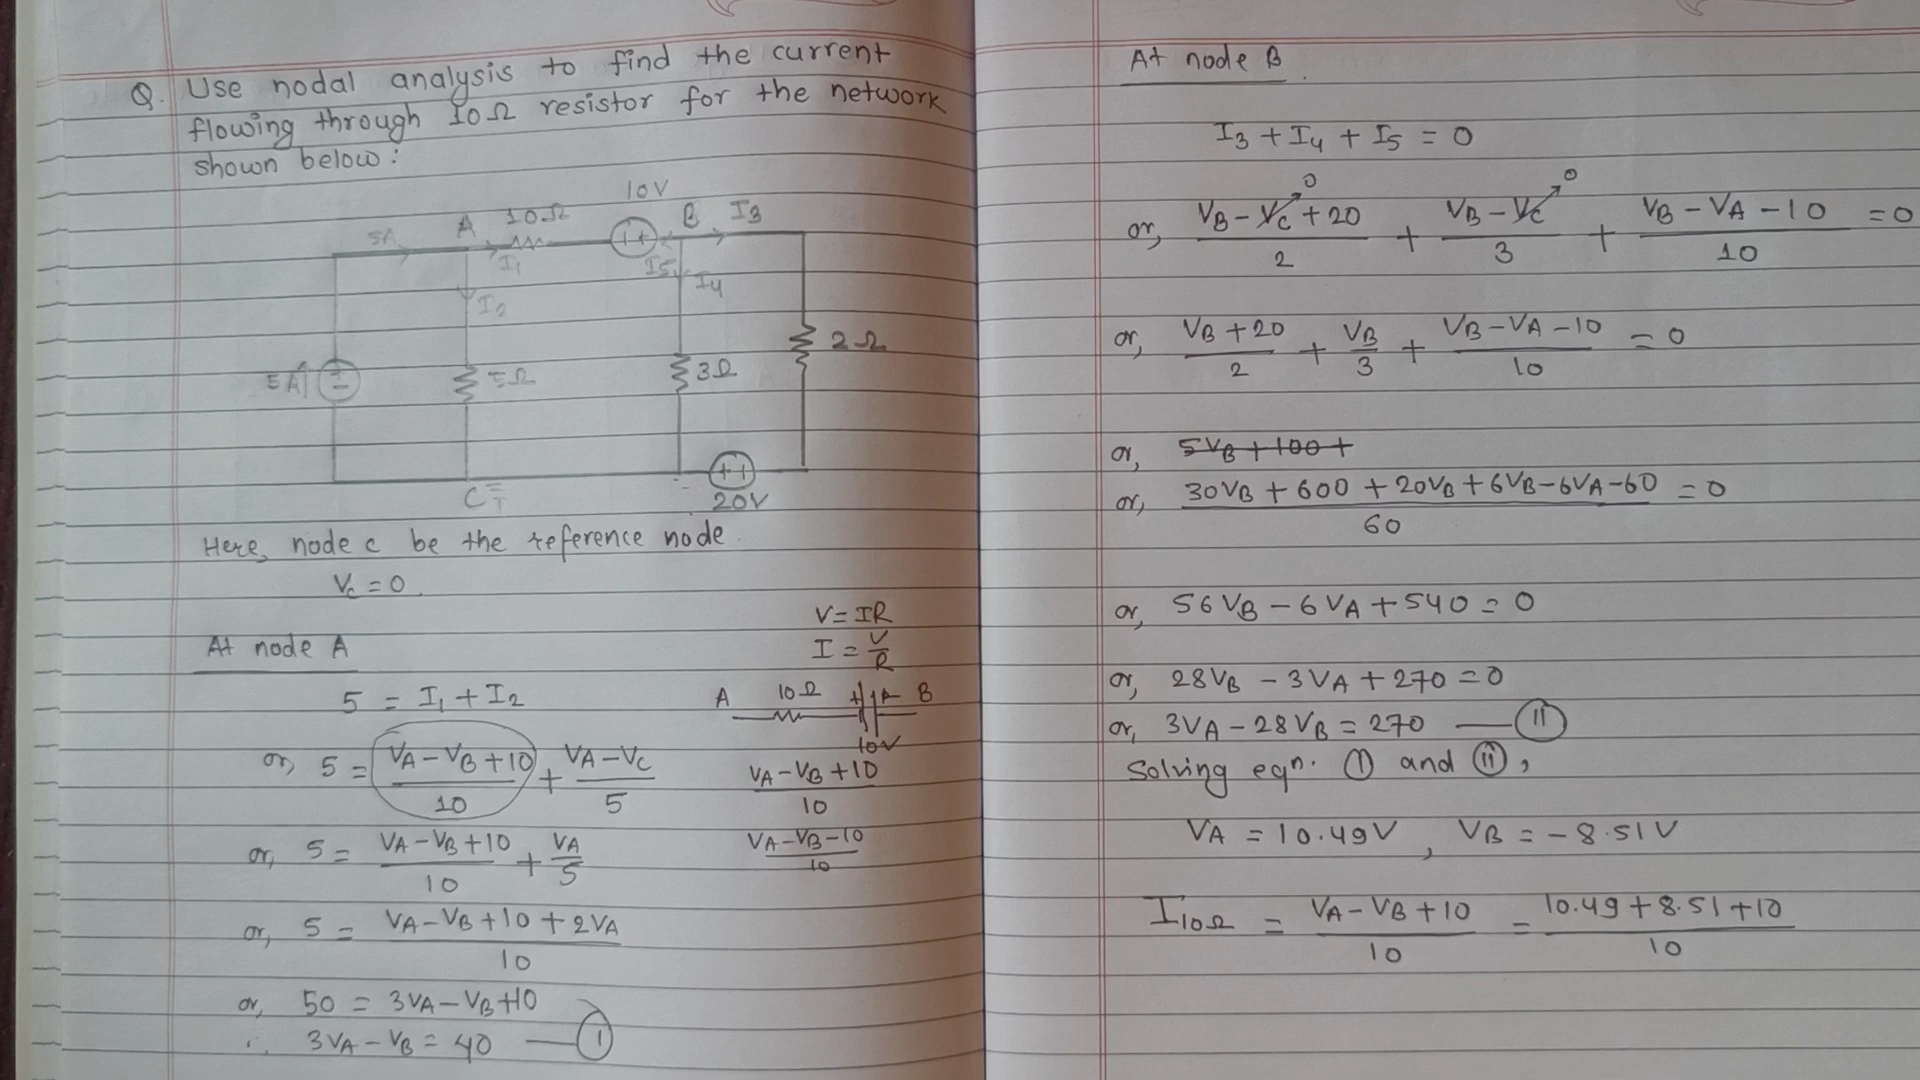 Q. Use nodal analysis to find the current
flowing through 10Ω resistor for the network
shown below:
10V
A 10Ω B I3
5A
I1 I5 I4
I2
5A 5Ω 3Ω 2Ω
C 20V
Here, node c be the reference node.
Vc = 0.
At node A
V = IR
I = V/R
5 = I1 + I2
A 10Ω B
10V
or, 5 = (VA - VB + 10)/10 + (VA - VC)/5
(VA - VB + 10)/10
or, 5 = (VA - VB + 10)/10 + VA/5
(VA - VB - 10)/10
or, 5 = (VA - VB + 10 + 2VA)/10
or, 50 = 3VA - VB + 10
∴ 3VA - VB = 40 — (I)
At node B
I3 + I4 + I5 = 0
or, (VB - VC + 20)/2 + (VB - VC)/3 + (VB - VA - 10)/10 = 0
0 0
or, (VB + 20)/2 + VB/3 + (VB - VA - 10)/10 = 0
or, 5VB + 100 +
or, (30VB + 600 + 20VB + 6VB - 6VA - 60)/60 = 0
or, 56VB - 6VA + 540 = 0
or, 28VB - 3VA + 270 = 0
or, 3VA - 28VB = 270 — (II)
Solving eqn. (I) and (II),
VA = 10.49V, VB = -8.51V
I10Ω = (VA - VB + 10)/10 = (10.49 + 8.51 + 10)/10